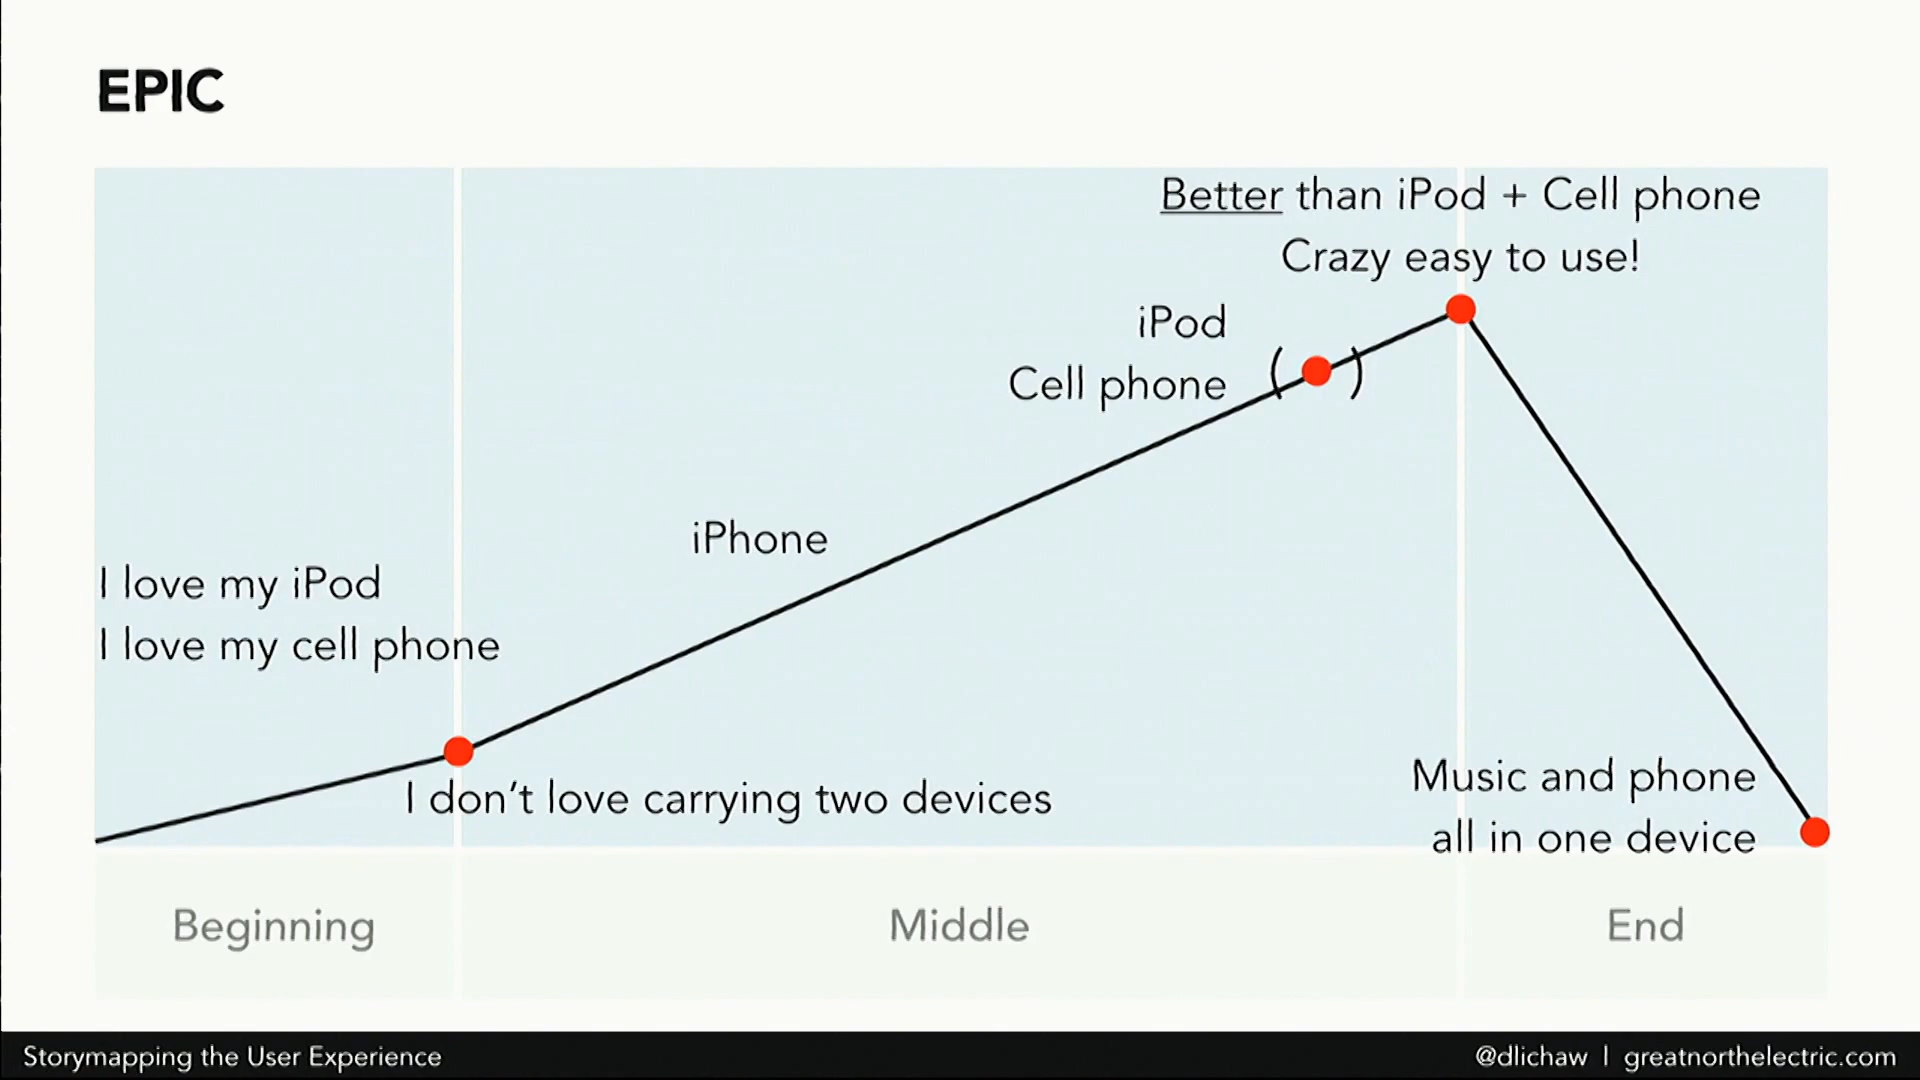 EPIC
Better than iPod + Cell phone
Crazy easy to use!
iPod
Cell phone
( )
iPhone
I love my iPod
I love my cell phone
I don’t love carrying two devices
Music and phone
all in one device
Beginning
Middle
End
Storymapping the User Experience
@dlichaw | greatnorthelectric.com